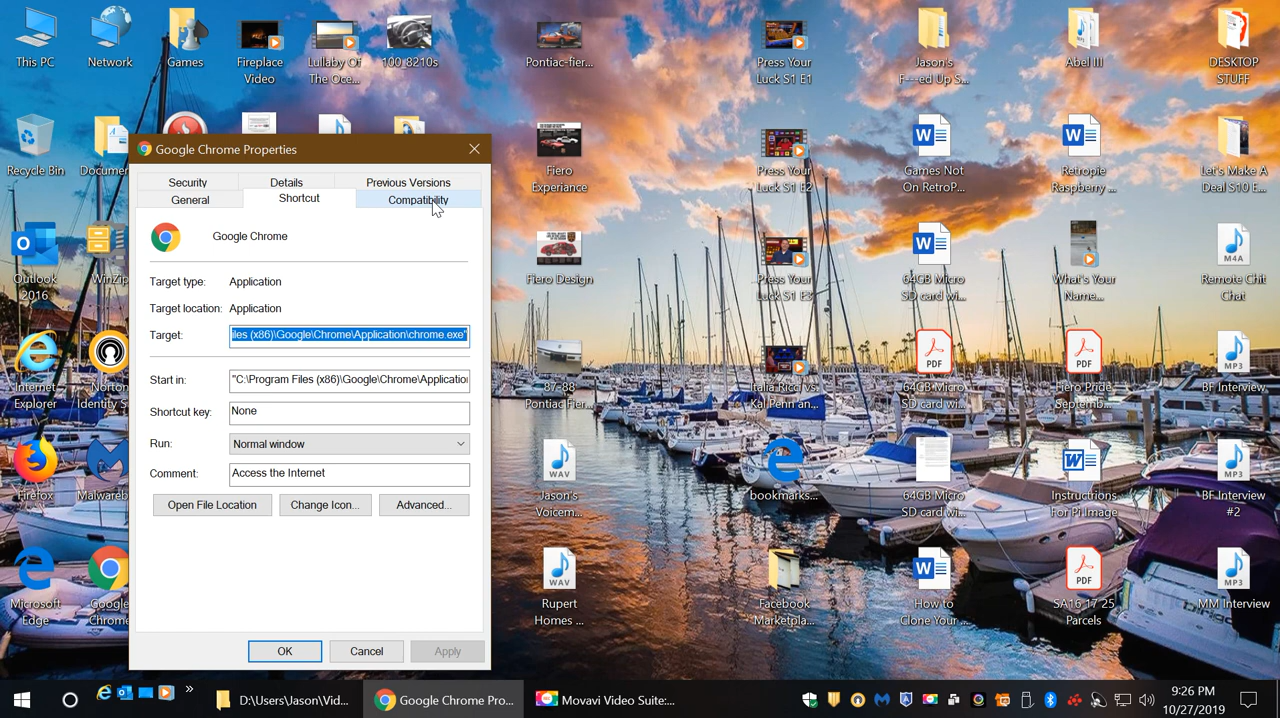 This PC
Network
Games
Fireplace
Video
Lullaby Of
The Oce...
100_8210s
Pontiac-fier...
Press Your
Luck S1 E1
Jason's
F---ed Up S...
Abel III
DESKTOP
STUFF
Recycle Bin
Documen
Fiero
Experiance
Press Your
Luck S1 E2
Games Not
On RetroP...
Retropie
Raspberry ...
Let's Make A
Deal S10 E...
Outlook
2016
WinZip
Fiero Design
Press Your
Luck S1 E3
64GB Micro
SD card wi...
What's Your
Name...
M4A
Remote Chit
Chat
Internet
Explorer
Norton
Identity S
87-88
Pontiac Fier...
Italia Ricci vs.
Kal Penn an...
PDF
64GB Micro
SD card wi...
PDF
Fiero Pride
Septemb...
MP3
BF Interview
Firefox
Malwareb
WAV
Jason's
Voicem...
bookmarks...
64GB Micro
SD card wi...
Instructions
For Pi Image
MP3
BF Interview
#2
Microsoft
Edge
Google
Chrome
WAV
Rupert
Homes ...
Facebook
Marketpla...
How to
Clone Your ...
PDF
SA16 17 25
Parcels
MP3
MM Interview
Google Chrome Properties
Security
Details
Previous Versions
General
Shortcut
Compatibility
Google Chrome
Target type:
Application
Target location:
Application
Target:
iles (x86)\Google\Chrome\Application\chrome.exe"
Start in:
"C:\Program Files (x86)\Google\Chrome\Application
Shortcut key:
None
Run:
Normal window
Comment:
Access the Internet
Open File Location
Change Icon...
Advanced...
OK
Cancel
Apply
D:\Users\Jason\Vid...
Google Chrome Pro...
Movavi Video Suite:...
9:26 PM
10/27/2019